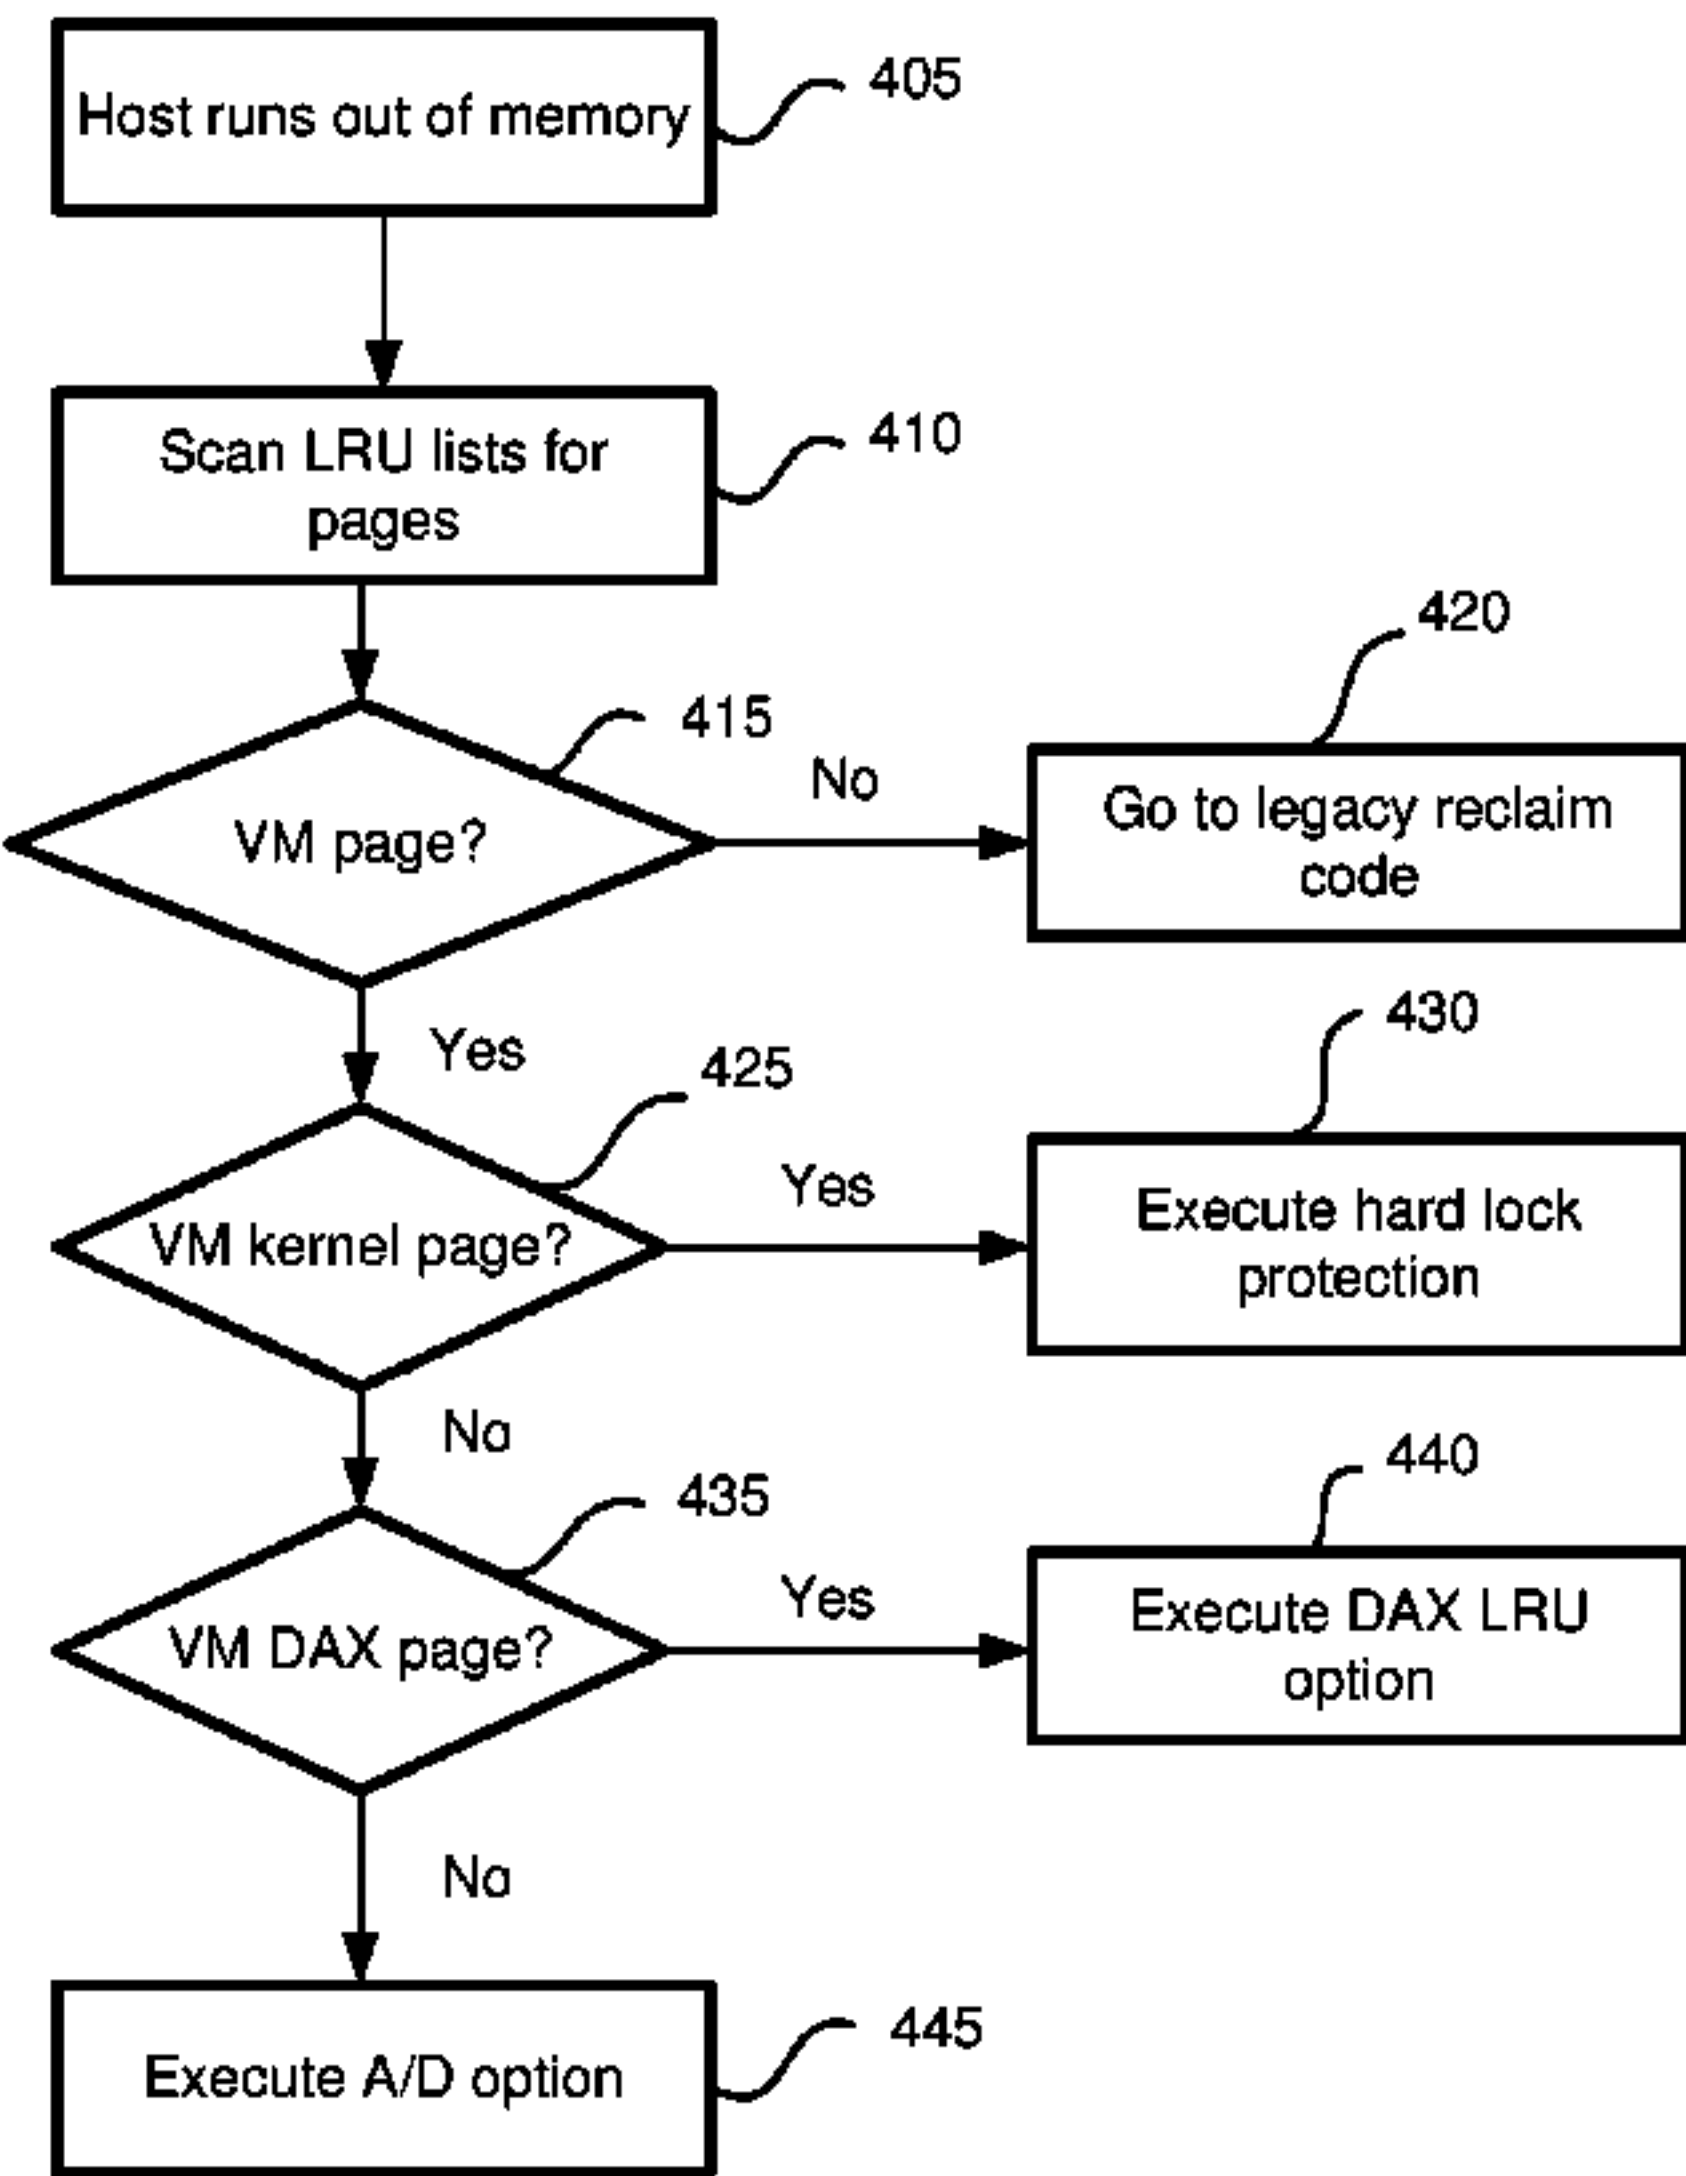 Host runs out of memory
405
Scan LRU lists for
pages
410
VM page?
415
No
Go to legacy reclaim
code
420
Yes
VM kernel page?
425
Yes
Execute hard lock
protection
430
No
VM DAX page?
435
Yes
Execute DAX LRU
option
440
No
Execute A/D option
445